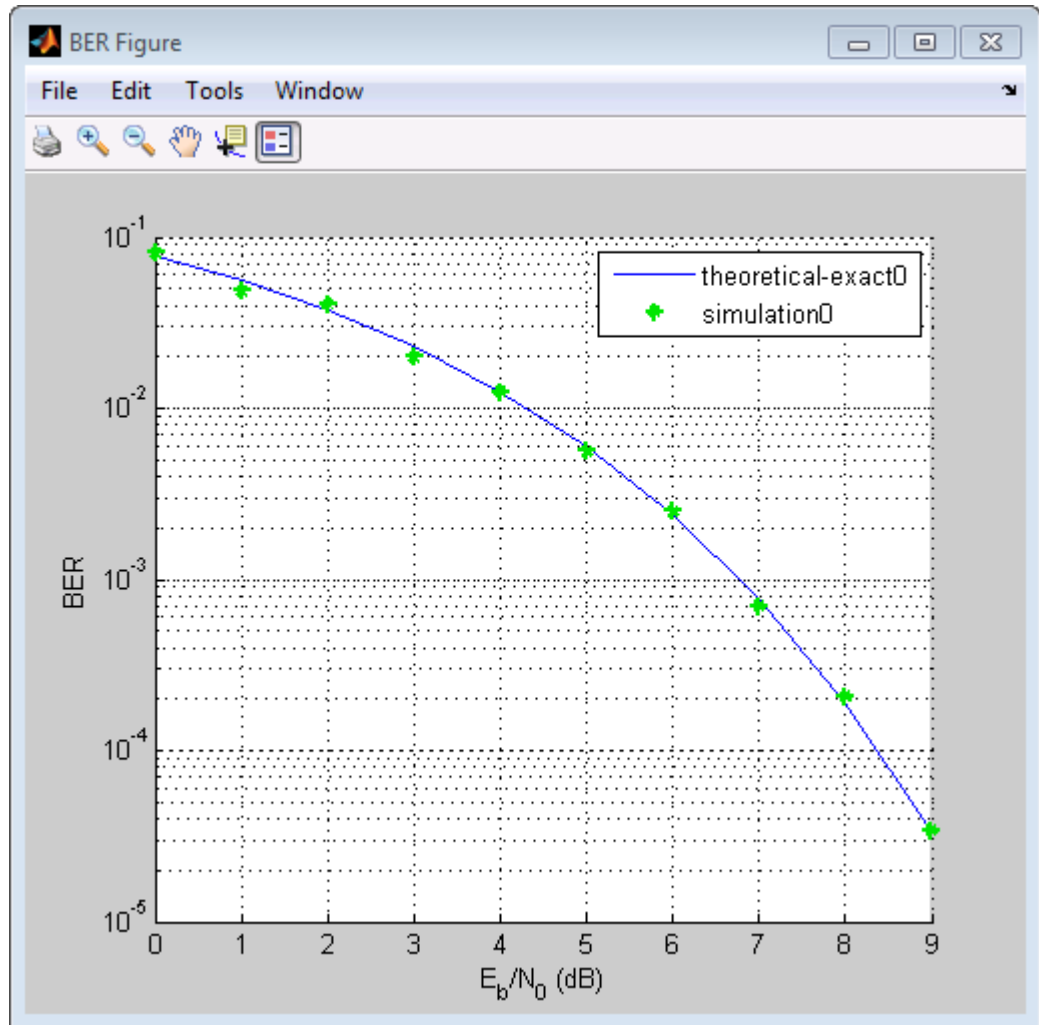 BER Figure
File Edit Tools Window
10^-1
10^-2
10^-3
10^-4
10^-5
BER
theoretical-exact0
simulation0
0 1 2 3 4 5 6 7 8 9
E_b/N_0 (dB)